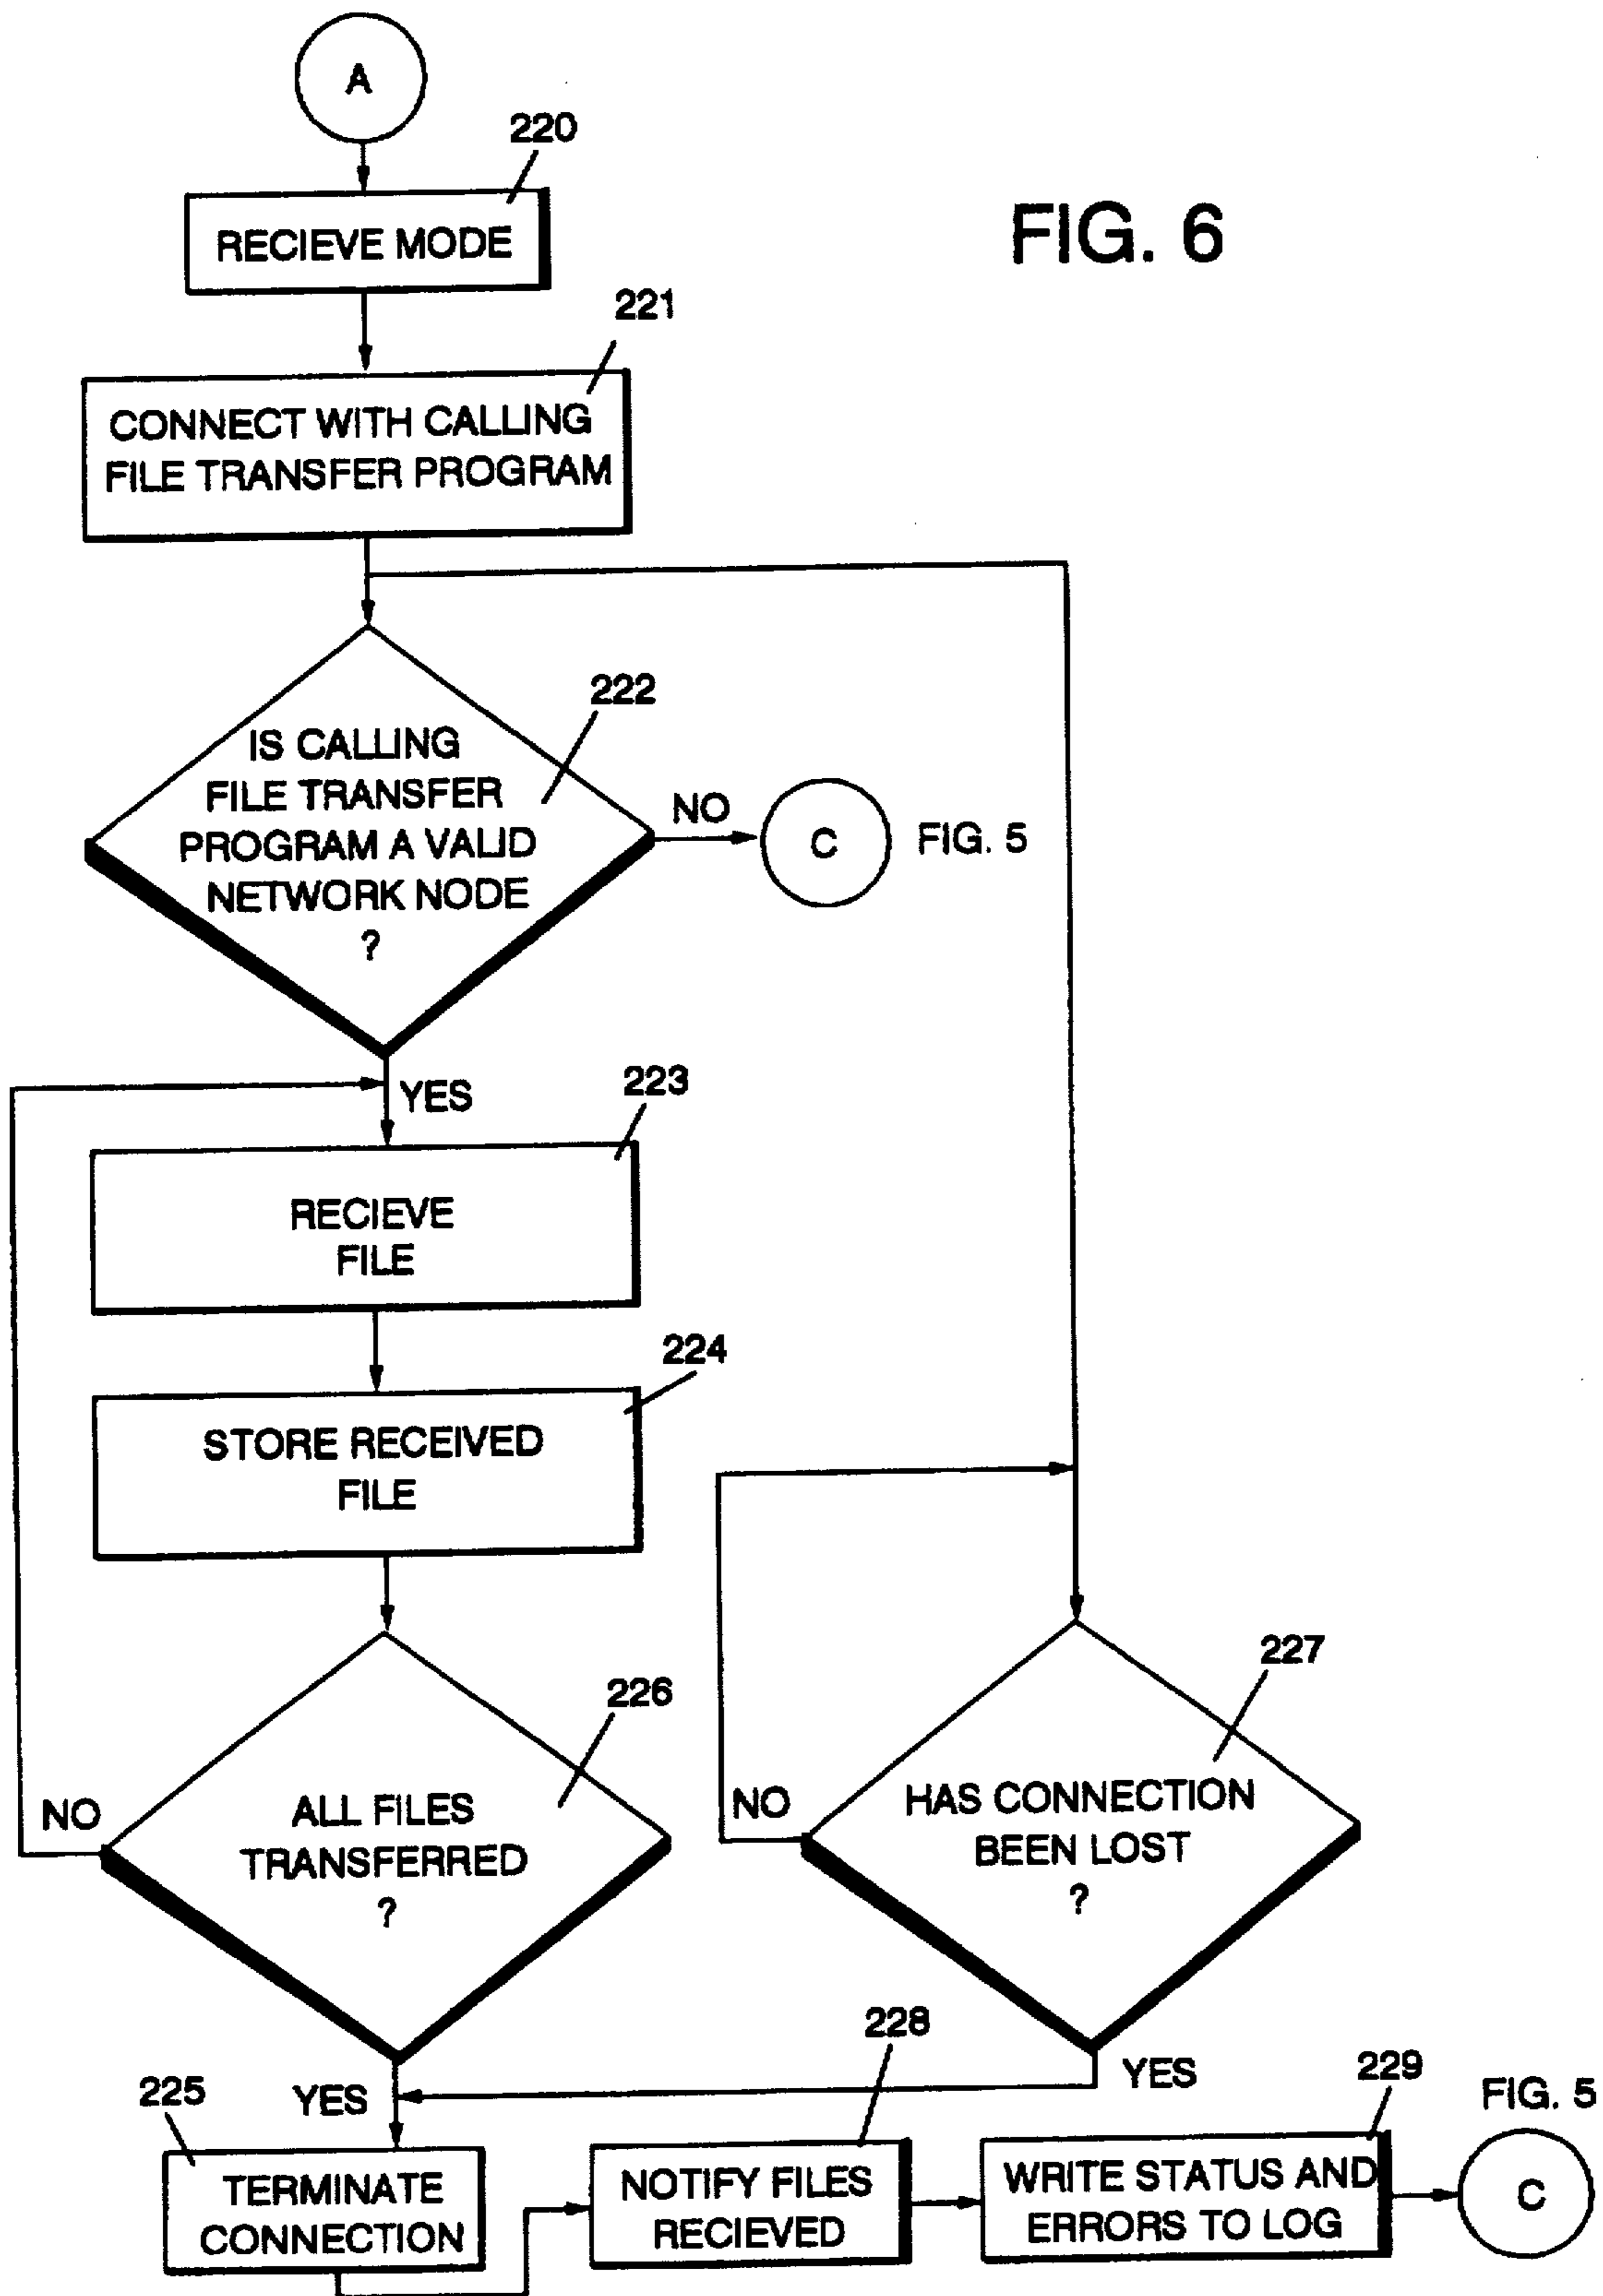 A
220
RECIEVE MODE
FIG. 6
221
CONNECT WITH CALLING
FILE TRANSFER PROGRAM
222
IS CALLING
FILE TRANSFER
PROGRAM A VALID
NETWORK NODE
?
NO
C
FIG. 5
YES
223
RECIEVE
FILE
224
STORE RECEIVED
FILE
226
ALL FILES
TRANSFERRED
?
NO
227
HAS CONNECTION
BEEN LOST
?
NO
YES
YES
225
TERMINATE
CONNECTION
228
NOTIFY FILES
RECIEVED
229
WRITE STATUS AND
ERRORS TO LOG
FIG. 5
C